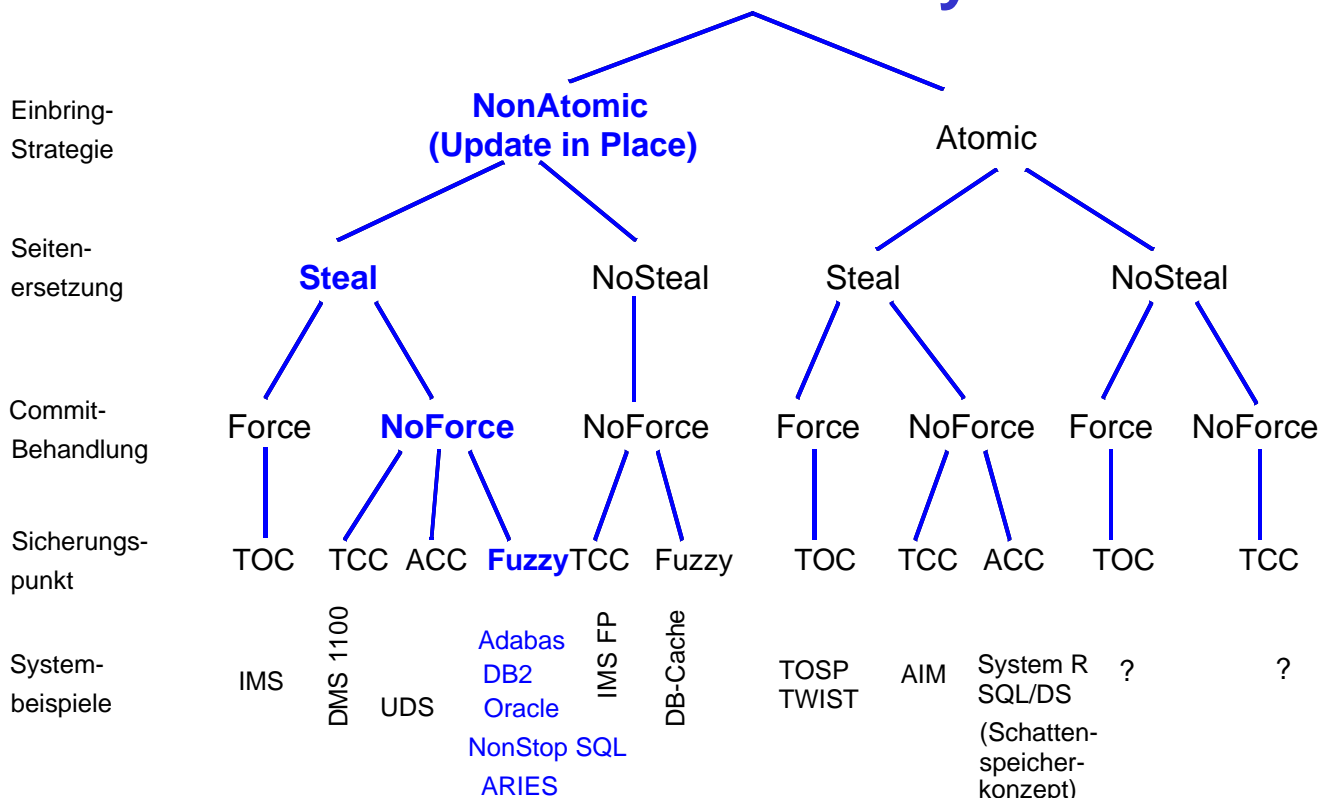 Einbring-
Strategie
NonAtomic
(Update in Place)
Atomic
Seiten-
ersetzung
Steal
NoSteal
Steal
NoSteal
Commit-
Behandlung
Force
NoForce
NoForce
Force
NoForce
Force
NoForce
Sicherungs-
punkt
TOC
TCC
ACC
Fuzzy
TCC
Fuzzy
TOC
TCC
ACC
TOC
TCC
System-
beispiele
IMS
DMS 1100
UDS
Adabas
DB2
Oracle
NonStop SQL
ARIES
IMS FP
DB-Cache
TOSP
TWIST
AIM
System R
SQL/DS
(Schatten-
speicher-
konzept)
?
?